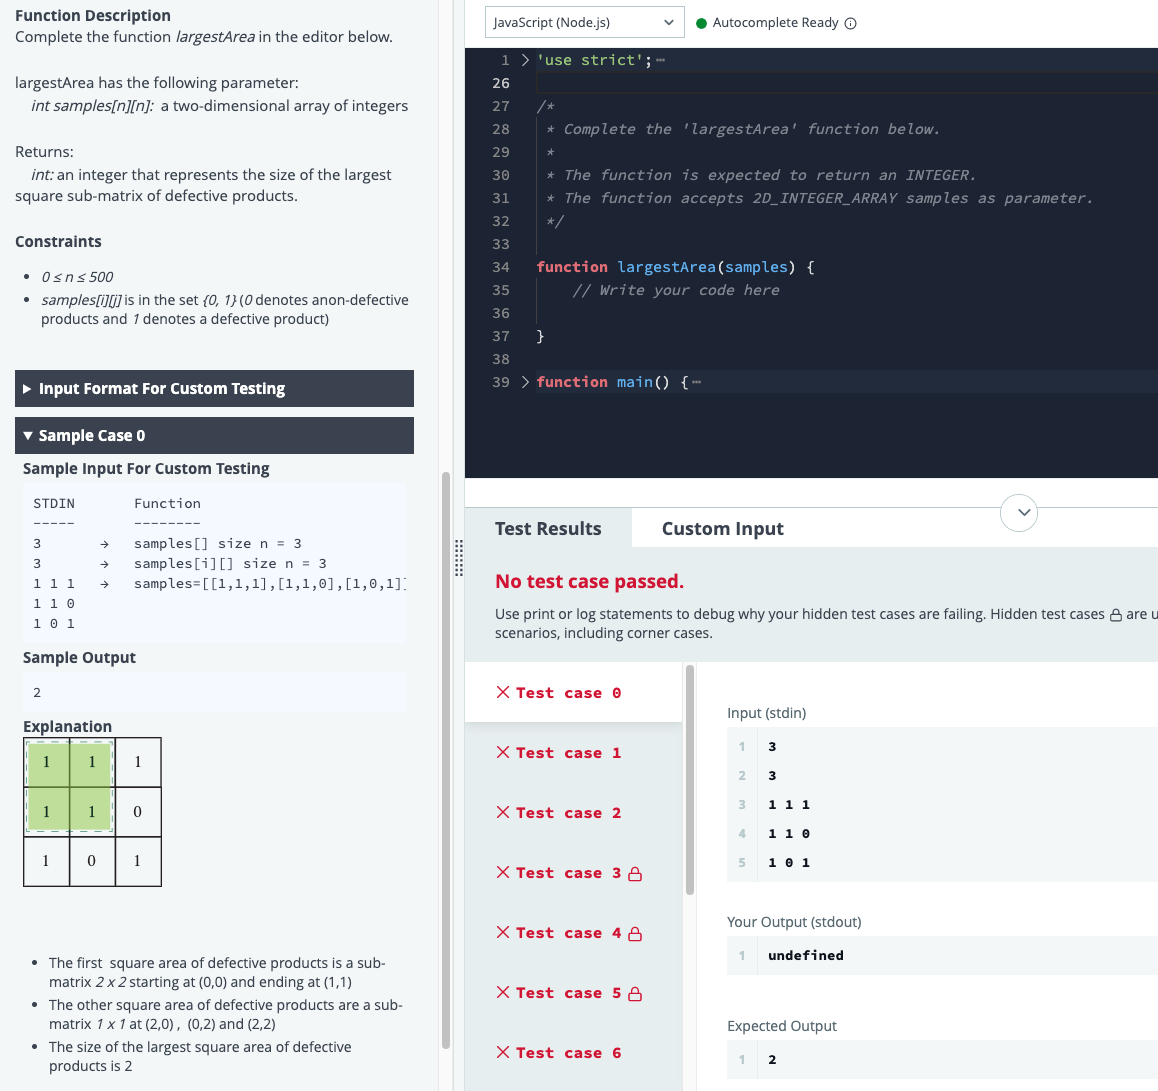 Function Description
Complete the function largestArea in the editor below.
largestArea has the following parameter:
int samples[n][n]: a two-dimensional array of integers
Returns:
int: an integer that represents the size of the largest
square sub-matrix of defective products.
Constraints
• 0 ≤ n ≤ 500
• samples[i][j] is in the set {0, 1} (0 denotes anon-defective
products and 1 denotes a defective product)
▶ Input Format For Custom Testing
▼ Sample Case 0
Sample Input For Custom Testing
STDIN Function
----- --------
3 → samples[] size n = 3
3 → samples[i][] size n = 3
1 1 1 → samples=[[1,1,1],[1,1,0],[1,0,1]]
1 1 0
1 0 1
Sample Output
2
Explanation
1 1 1
1 1 0
1 0 1
• The first square area of defective products is a sub-
matrix 2 x 2 starting at (0,0) and ending at (1,1)
• The other square area of defective products are a sub-
matrix 1 x 1 at (2,0) , (0,2) and (2,2)
• The size of the largest square area of defective
products is 2
JavaScript (Node.js)
Autocomplete Ready
1 'use strict';
26
27 /*
28 * Complete the 'largestArea' function below.
29 *
30 * The function is expected to return an INTEGER.
31 * The function accepts 2D_INTEGER_ARRAY samples as parameter.
32 */
33
34 function largestArea(samples) {
35 // Write your code here
36
37 }
38
39 function main() {
Test Results
Custom Input
No test case passed.
Use print or log statements to debug why your hidden test cases are failing. Hidden test cases are
scenarios, including corner cases.
Test case 0
Test case 1
Test case 2
Test case 3
Test case 4
Test case 5
Test case 6
Input (stdin)
1 3
2 3
3 1 1 1
4 1 1 0
5 1 0 1
Your Output (stdout)
1 undefined
Expected Output
1 2